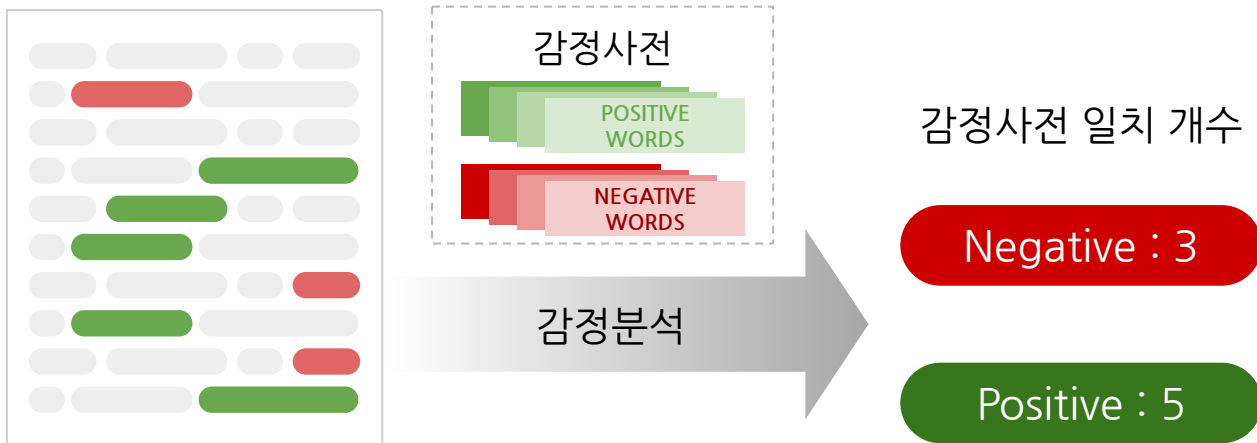 감정사전
POSITIVE
WORDS
NEGATIVE
WORDS
감정분석
감정사전 일치 개수
Negative : 3
Positive : 5